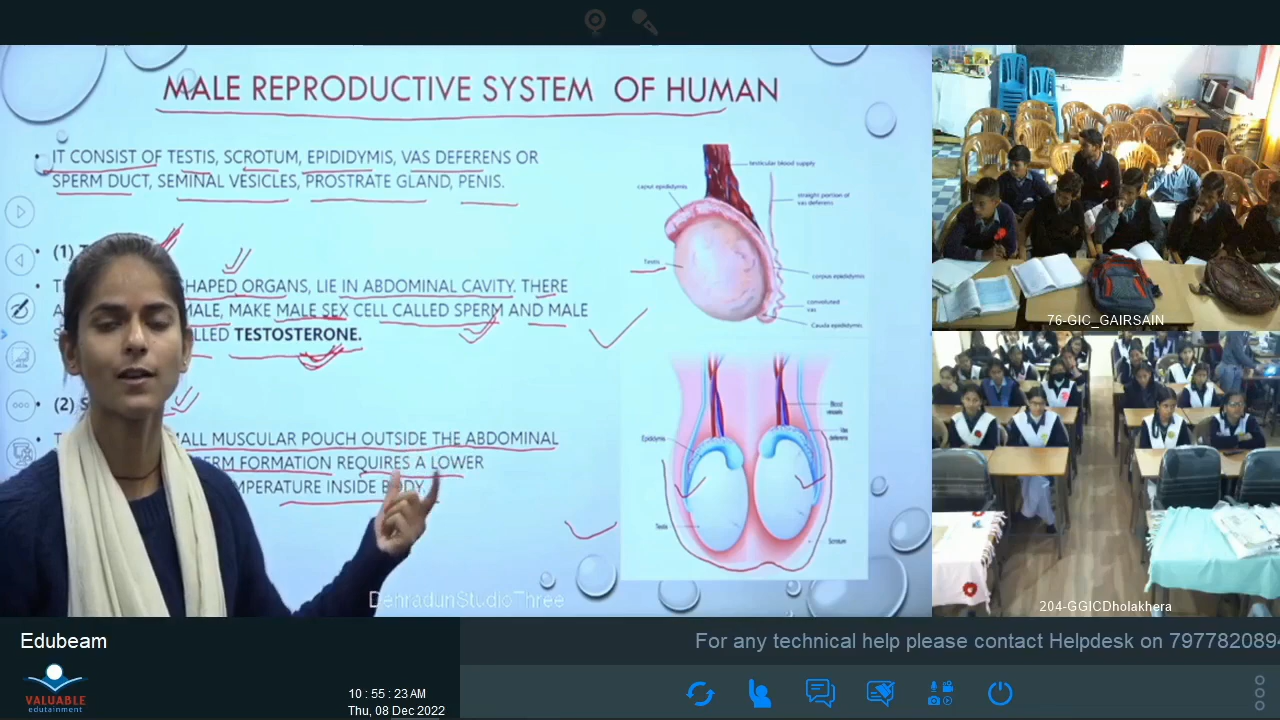 MALE REPRODUCTIVE SYSTEM OF HUMAN
• IT CONSIST OF TESTIS, SCROTUM, EPIDIDYMIS, VAS DEFERENS OR
SPERM DUCT, SEMINAL VESICLES, PROSTRATE GLAND, PENIS.
• (1) T
SHAPED ORGANS, LIE IN ABDOMINAL CAVITY. THERE
MALE, MAKE MALE SEX CELL CALLED SPERM AND MALE
LLED TESTOSTERONE.
• (2) S
MALL MUSCULAR POUCH OUTSIDE THE ABDOMINAL
ERM FORMATION REQUIRES A LOWER
MPERATURE INSIDE BODY.
testicular blood supply
caput epididymis
straight portion of
vas deferens
Testis
corpus epididymis
convoluted
vas
Cauda epididymis
Blood
vessels
Epididymis
Vas
deferens
Testis
Scrotum
DehradunStudioThree
76-GIC_GAIRSAIN
204-GGICDholakhera
Edubeam
For any technical help please contact Helpdesk on 7977820894
VALUABLE
edutainment
10 : 55 : 23 AM
Thu, 08 Dec 2022